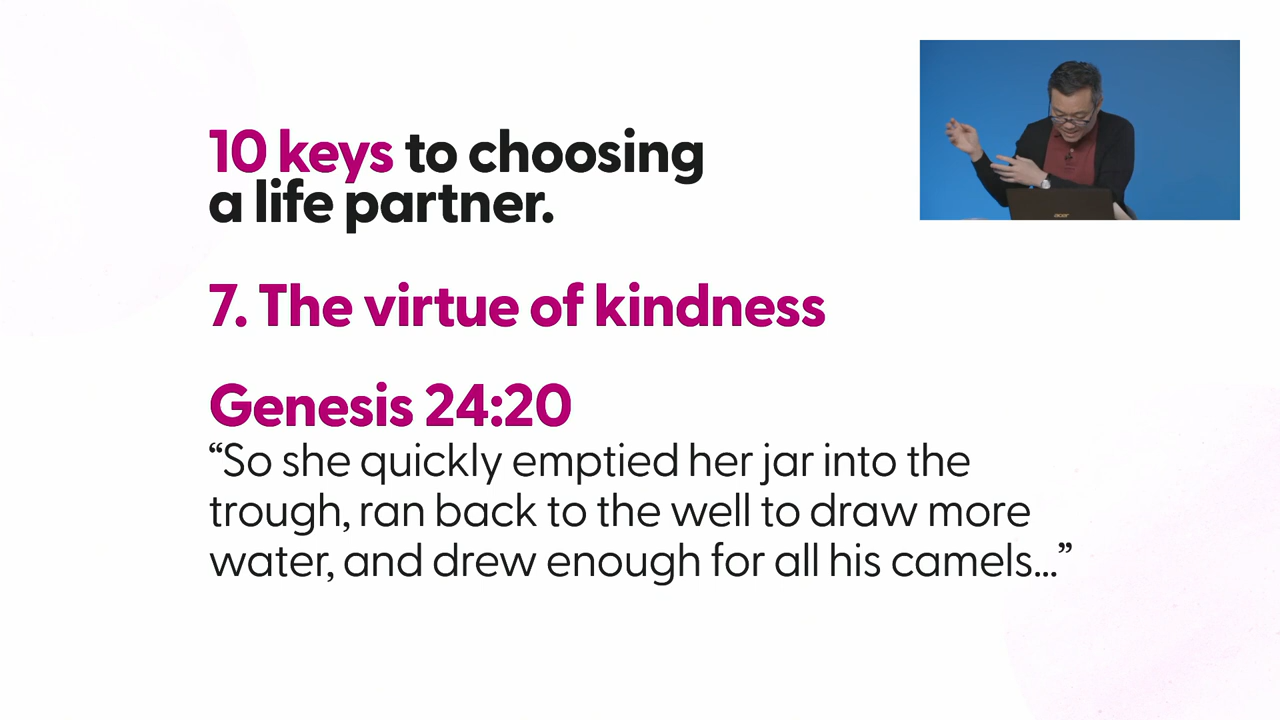 10 keys to choosing
a life partner.
7. The virtue of kindness
Genesis 24:20
“So she quickly emptied her jar into the
trough, ran back to the well to draw more
water, and drew enough for all his camels...”
acer